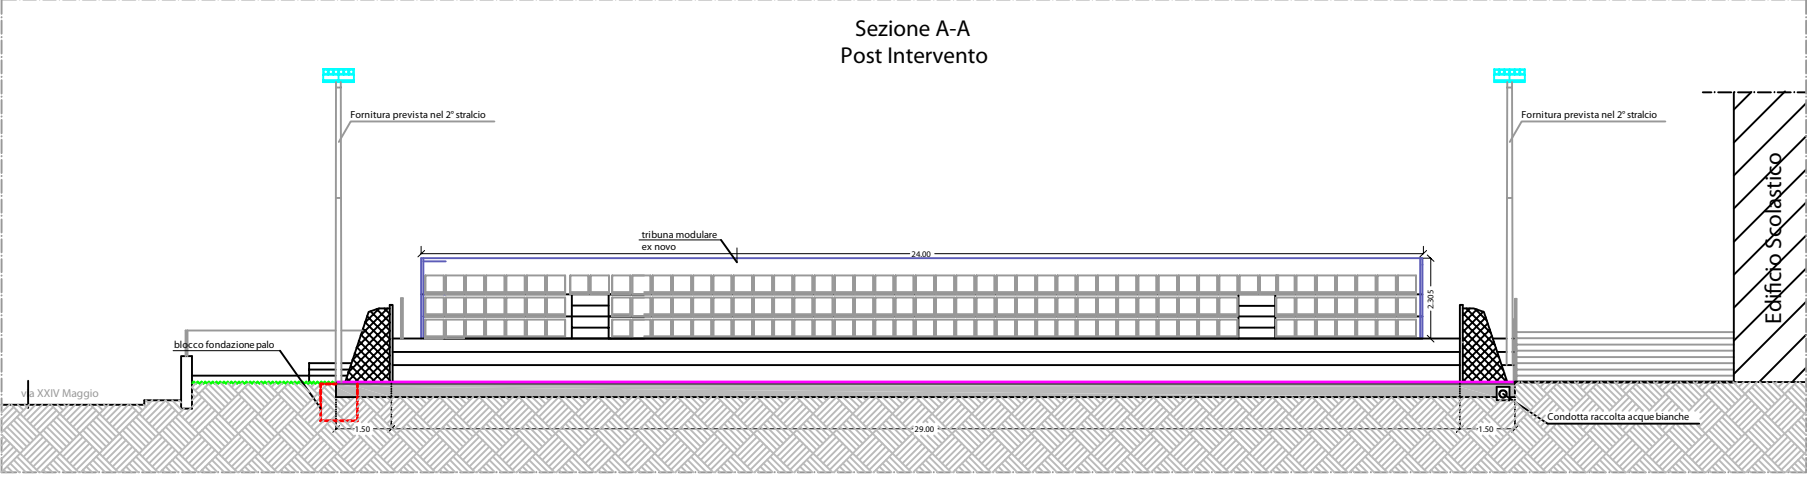 Sezione A-A
Post Intervento
Fornitura prevista nel 2° stralcio
Fornitura prevista nel 2° stralcio
Edificio Scolastico
tribuna modulare
ex novo
24.00
2.305
blocco fondazione palo
via XXIV Maggio
Condotta raccolta acque bianche
1.50
29.00
1.50